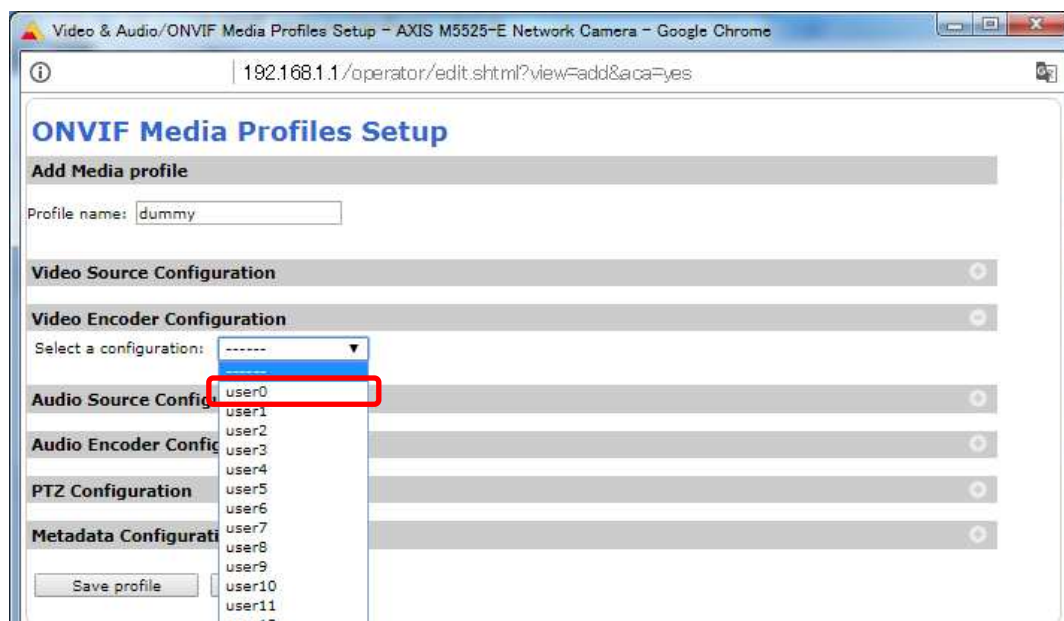 Video & Audio/ONVIF Media Profiles Setup - AXIS M5525-E Network Camera - Google Chrome
192.168.1.1/operator/edit.shtml?view=add&aca=yes
ONVIF Media Profiles Setup
Add Media profile
Profile name: dummy
Video Source Configuration
Video Encoder Configuration
Select a configuration: ------
------
user0
Audio Source Config
user1
user2
Audio Encoder Config
user3
user4
PTZ Configuration
user5
user6
Metadata Configurati
user7
user8
user9
Save profile
user10
user11